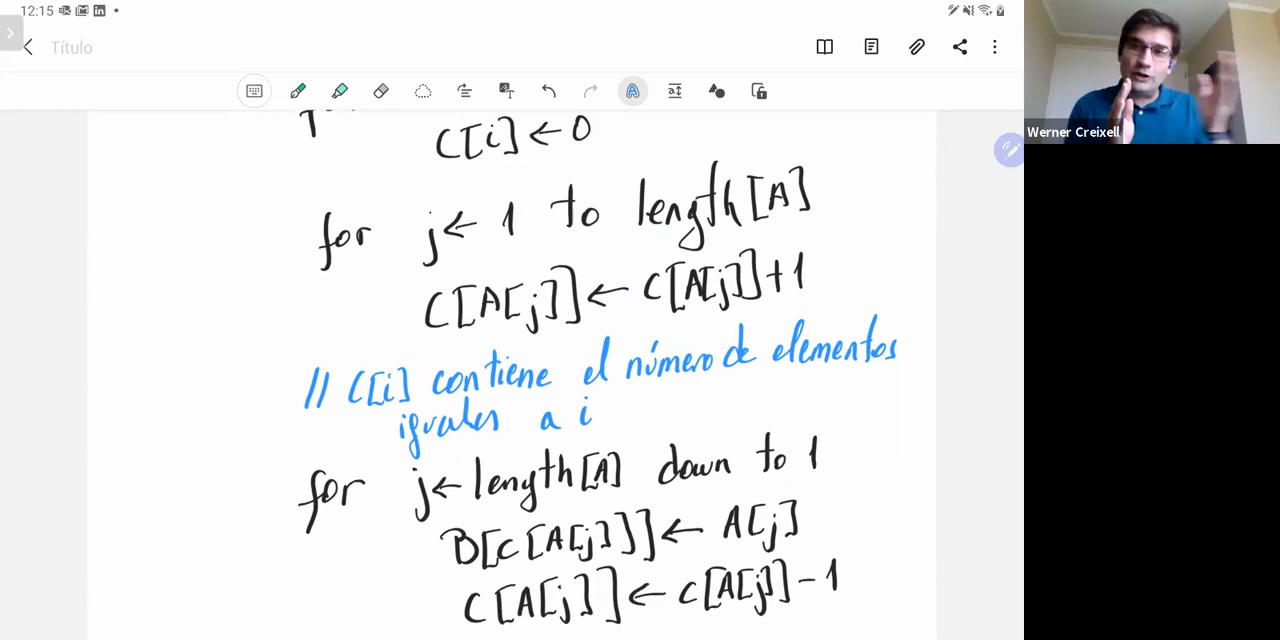 12:15
Título
C[i] ← 0
for j ← 1 to length[A]
C[A[j]] ← C[A[j]] + 1
// C[i] contiene el número de elementos
iguales a i
for j ← length[A] down to 1
B[C[A[j]]] ← A[j]
C[A[j]] ← C[A[j]] - 1
Werner Creixell